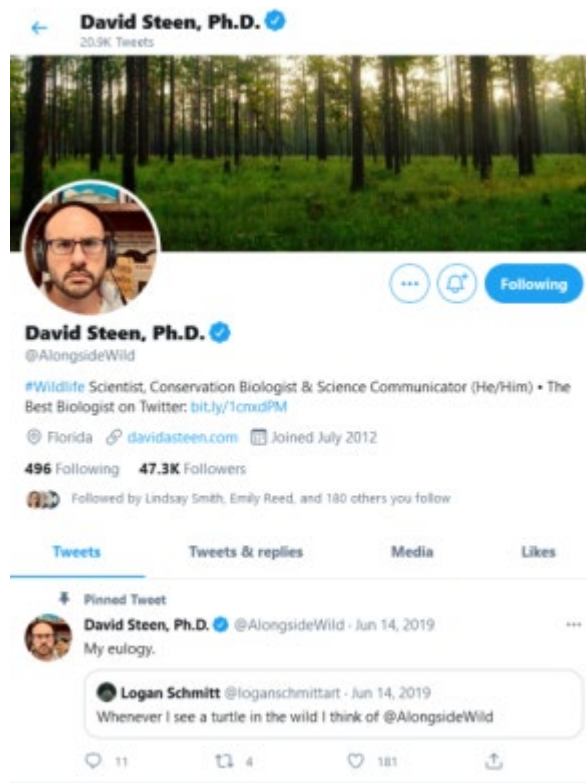 David Steen, Ph.D.
20.9K Tweets
Following
David Steen, Ph.D.
@AlongsideWild
#Wildlife Scientist, Conservation Biologist & Science Communicator (He/Him) • The
Best Biologist on Twitter: bit.ly/1cnxdPM
Florida davidasteen.com Joined July 2012
496 Following 47.3K Followers
Followed by Lindsay Smith, Emily Reed, and 180 others you follow
Tweets Tweets & replies Media Likes
Pinned Tweet
David Steen, Ph.D. @AlongsideWild · Jun 14, 2019
My eulogy.
Logan Schmitt @loganschmittart · Jun 14, 2019
Whenever I see a turtle in the wild I think of @AlongsideWild
11 4 181